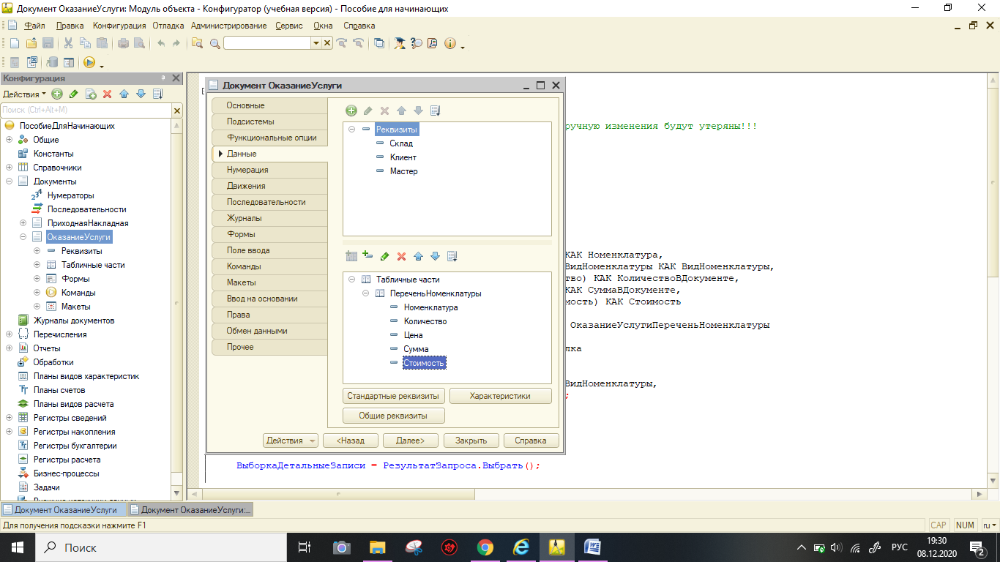 Документ ОказаниеУслуги: Модуль объекта - Конфигуратор (учебная версия) - Пособие для начинающих
Файл Правка Конфигурация Отладка Администрирование Сервис Окна Справка
Конфигурация
Действия
Поиск (Ctrl+Alt+M)
ПособиеДляНачинающих
Общие
Константы
Справочники
Документы
Нумераторы
Последовательности
ПриходнаяНакладная
ОказаниеУслуги
Реквизиты
Табличные части
Формы
Команды
Макеты
Журналы документов
Перечисления
Отчеты
Обработки
Планы видов характеристик
Планы счетов
Планы видов расчета
Регистры сведений
Регистры накопления
Регистры бухгалтерии
Регистры расчета
Бизнес-процессы
Задачи
Документ ОказаниеУслуги
Основные
Подсистемы
Функциональные опции
Данные
Нумерация
Движения
Последовательности
Журналы
Формы
Поле ввода
Команды
Макеты
Ввод на основании
Права
Обмен данными
Прочее
Реквизиты
Склад
Клиент
Мастер
Табличные части
ПереченьНоменклатуры
Номенклатура
Количество
Цена
Сумма
Стоимость
Стандартные реквизиты Характеристики
Общие реквизиты
Действия <Назад Далее> Закрыть Справка
ручную изменения будут утеряны!!!
КАК Номенклатура,
ВидНоменклатуры КАК ВидНоменклатуры,
тво) КАК КоличествоВДокументе,
КАК СуммаВДокументе,
мость) КАК Стоимость
ОказаниеУслугиПереченьНоменклатуры
лка
ВидНоменклатуры,
;
ВыборкаДетальныеЗаписи = РезультатЗапроса.Выбрать();
Документ ОказаниеУслуги Документ ОказаниеУслуги:...
Для получения подсказки нажмите F1 CAP NUM ru
Поиск РУС 19:30
08.12.2020 2